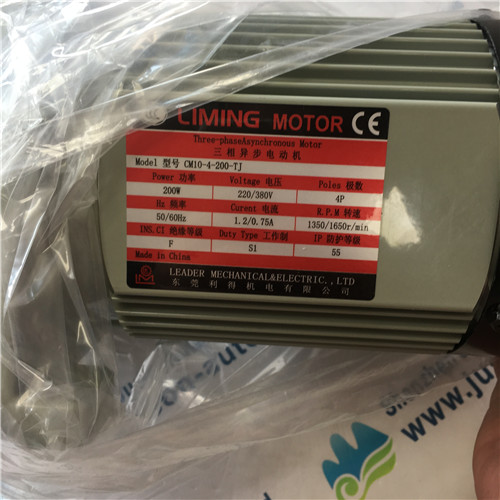 LIMING MOTOR CE
Three-phaseAsynchronous Motor
三相异步电动机
Model 型号 CM10-4-200-TJ
Power 功率 Voltage 电压 Poles 极数
200W 220/380V 4P
Hz 频率 Curent 电流 R.P.M 转速
50/60Hz 1.2/0.75A 1350/1650r/min
INS.CI 绝缘等级 Duty Type 工作制 IP 防护等级
F S1 55
Made in China
LEADER MECHANICAL&ELECTRIC.,LTD
东莞利得机电有限公司
Shenzhen
www.ju